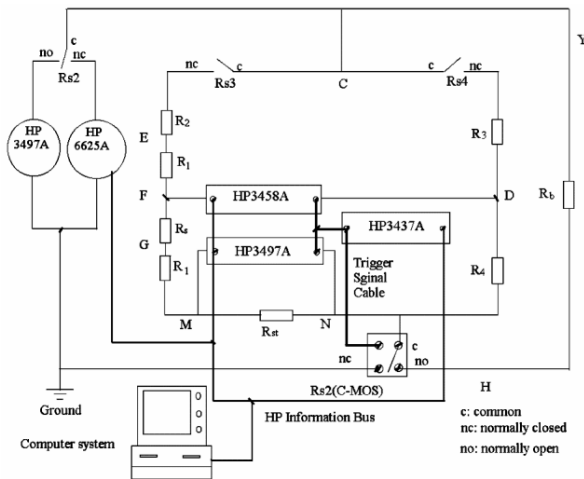 c
no
nc
Rs2
HP
3497A
HP
6625A
nc
c
Rs3
C
c
nc
Rs4
Y
E
R2
R1
R3
F
HP3458A
D
Rb
G
Rs
HP3437A
HP3497A
R1
Trigger
Sginal
Cable
R4
M
Rst
N
nc
c
no
H
Rs2(C-MOS)
Ground
HP Information Bus
Computer system
c: common
nc: normally closed
no: normally open